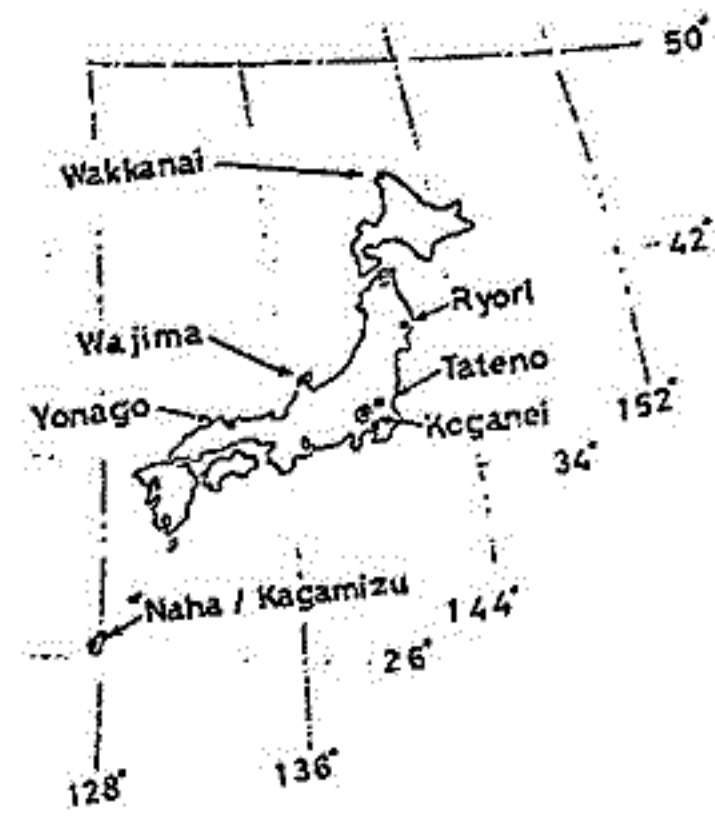 50°
Wakkanai
42°
Ryori
Wajima
Tateno
152°
Yonago
Koganei
34°
Naha / Kagamizu
144°
26°
136°
128°